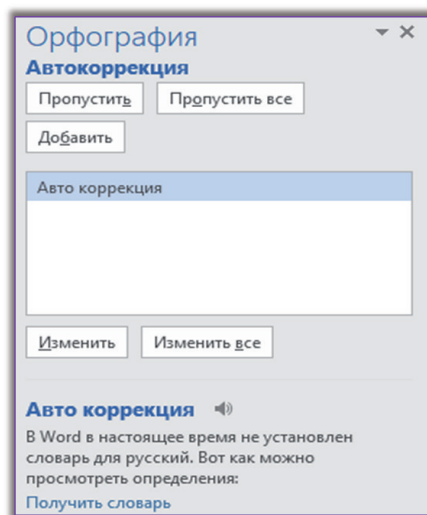 Орфография
Автокоррекция
Пропустить Пропустить все
Добавить
Авто коррекция
Изменить Изменить все
Авто коррекция
В Word в настоящее время не установлен
словарь для русский. Вот как можно
просмотреть определения:
Получить словарь